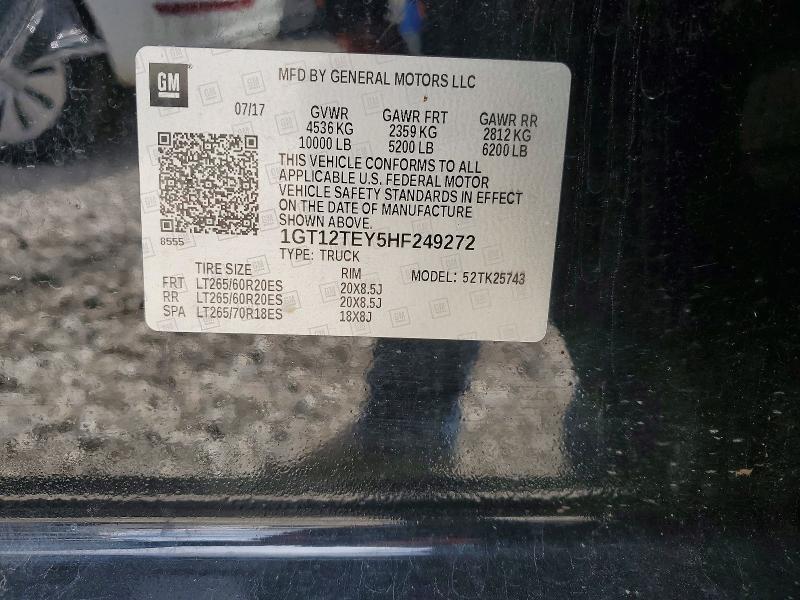 GM
MFD BY GENERAL MOTORS LLC
07/17
GVWR GAWR FRT GAWR RR
4536 KG 2359 KG 2812 KG
10000 LB 5200 LB 6200 LB
THIS VEHICLE CONFORMS TO ALL
APPLICABLE U.S. FEDERAL MOTOR
VEHICLE SAFETY STANDARDS IN EFFECT
ON THE DATE OF MANUFACTURE
SHOWN ABOVE.
8555
1GT12TEY5HF249272
TYPE: TRUCK
TIRE SIZE RIM MODEL: 52TK25743
FRT LT265/60R20ES 20X8.5J
RR LT265/60R20ES 20X8.5J
SPA LT265/70R18ES 18X8J